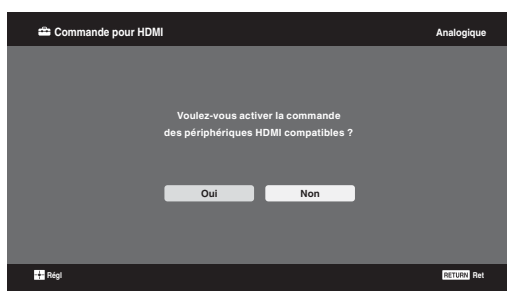 Commande pour HDMI
Analogique
Voulez-vous activer la commande
des périphériques HDMI compatibles ?
Oui
Non
Régl
RETURN Ret